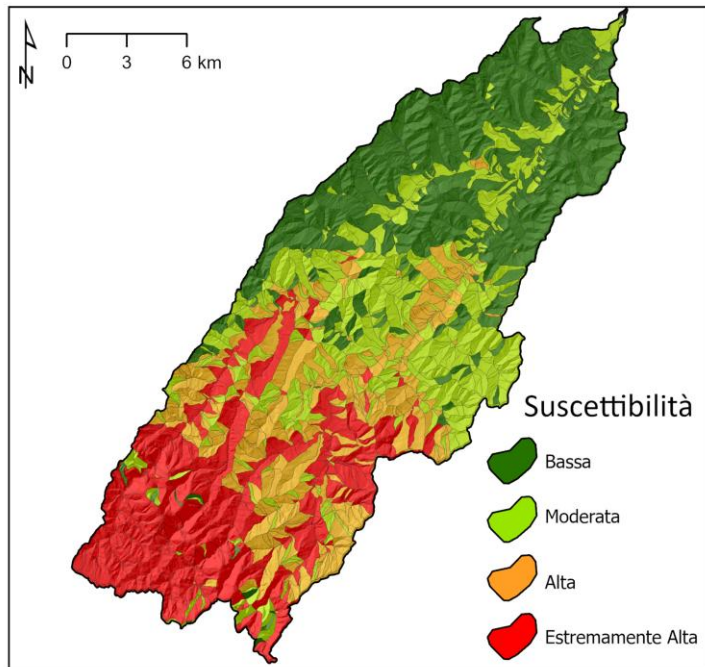 N
0 3 6 km
Suscettibilità
Bassa
Moderata
Alta
Estremamente Alta